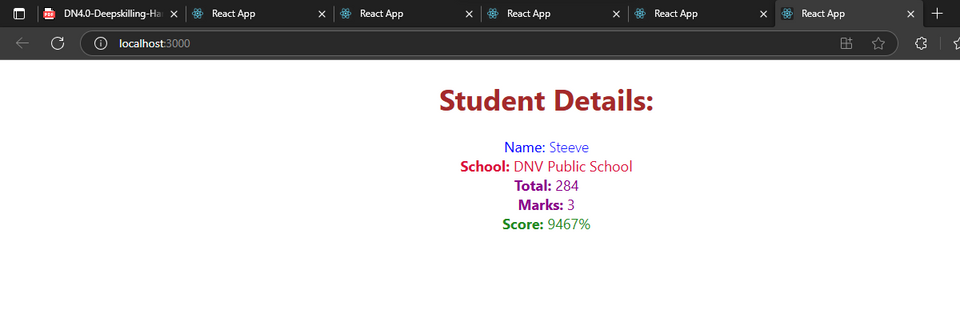 DN4.0-Deepskilling-Ha
React App
React App
React App
React App
React App
localhost:3000
Student Details:
Name: Steeve
School: DNV Public School
Total: 284
Marks: 3
Score: 9467%